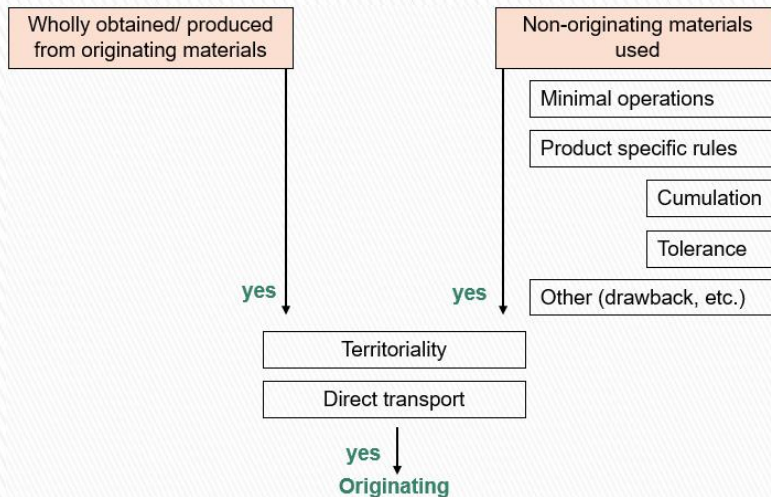 Wholly obtained/ produced
from originating materials
Non-originating materials
used
Minimal operations
Product specific rules
Cumulation
Tolerance
yes
yes
Other (drawback, etc.)
Territoriality
Direct transport
yes
Originating